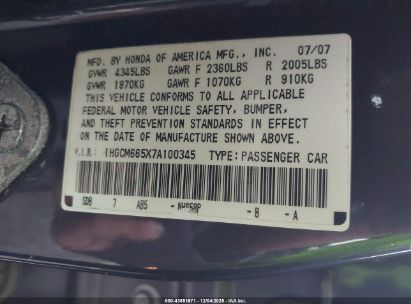 MFD. BY HONDA OF AMERICA MFG., INC. 07/07
GVWR 4345LBS GAWR F 2360LBS R 2005LBS
GVWR 1970KG GAWR F 1070KG R 910KG
THIS VEHICLE CONFORMS TO ALL APPLICABLE
FEDERAL MOTOR VEHICLE SAFETY, BUMPER,
AND THEFT PREVENTION STANDARDS IN EFFECT
ON THE DATE OF MANUFACTURE SHOWN ABOVE.
V.I.N.: 1HGCM665X7A100345 TYPE: PASSENGER CAR
SDB 7 AB5 - NH658P - B - A